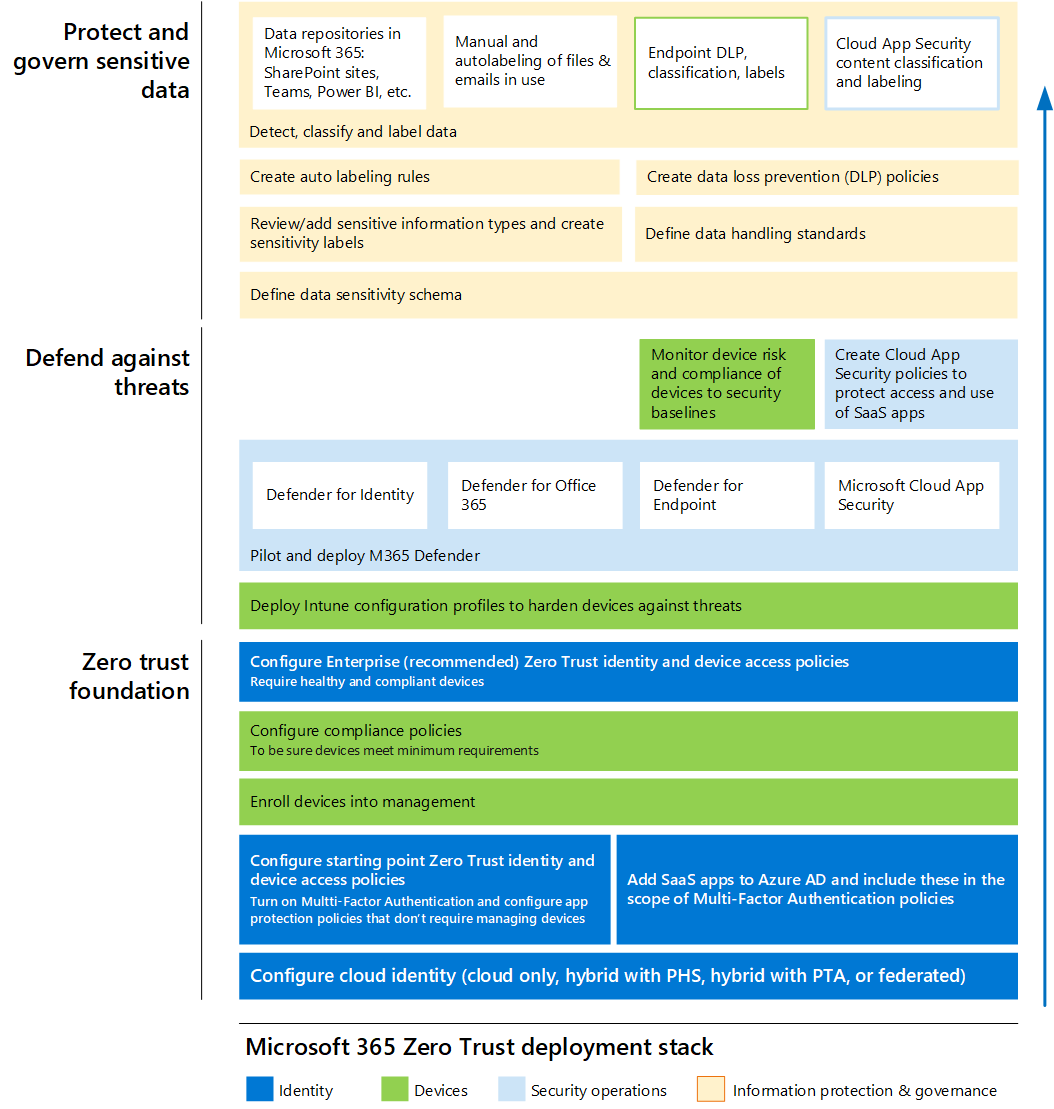 Protect and
govern sensitive
data
Data repositories in
Microsoft 365:
SharePoint sites,
Teams, Power BI, etc.
Manual and
autolabeling of files &
emails in use
Endpoint DLP,
classification, labels
Cloud App Security
content classification
and labeling
Detect, classify and label data
Create auto labeling rules
Create data loss prevention (DLP) policies
Review/add sensitive information types and create
sensitivity labels
Define data handling standards
Define data sensitivity schema
Defend against
threats
Monitor device risk
and compliance of
devices to security
baselines
Create Cloud App
Security policies to
protect access and use
of SaaS apps
Defender for Identity
Defender for Office
365
Defender for
Endpoint
Microsoft Cloud App
Security
Pilot and deploy M365 Defender
Deploy Intune configuration profiles to harden devices against threats
Zero trust
foundation
Configure Enterprise (recommended) Zero Trust identity and device access policies
Require healthy and compliant devices
Configure compliance policies
To be sure devices meet minimum requirements
Enroll devices into management
Configure starting point Zero Trust identity and
device access policies
Turn on Multti-Factor Authentication and configure app
protection policies that don't require managing devices
Add SaaS apps to Azure AD and include these in the
scope of Multi-Factor Authentication policies
Configure cloud identity (cloud only, hybrid with PHS, hybrid with PTA, or federated)
Microsoft 365 Zero Trust deployment stack
Identity
Devices
Security operations
Information protection & governance